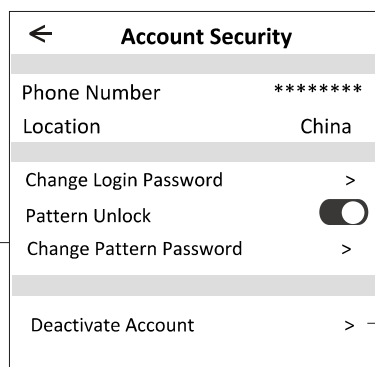 Account Security
Phone Number ********
Location China
Change Login Password >
Pattern Unlock
Change Pattern Password >
Deactivate Account >